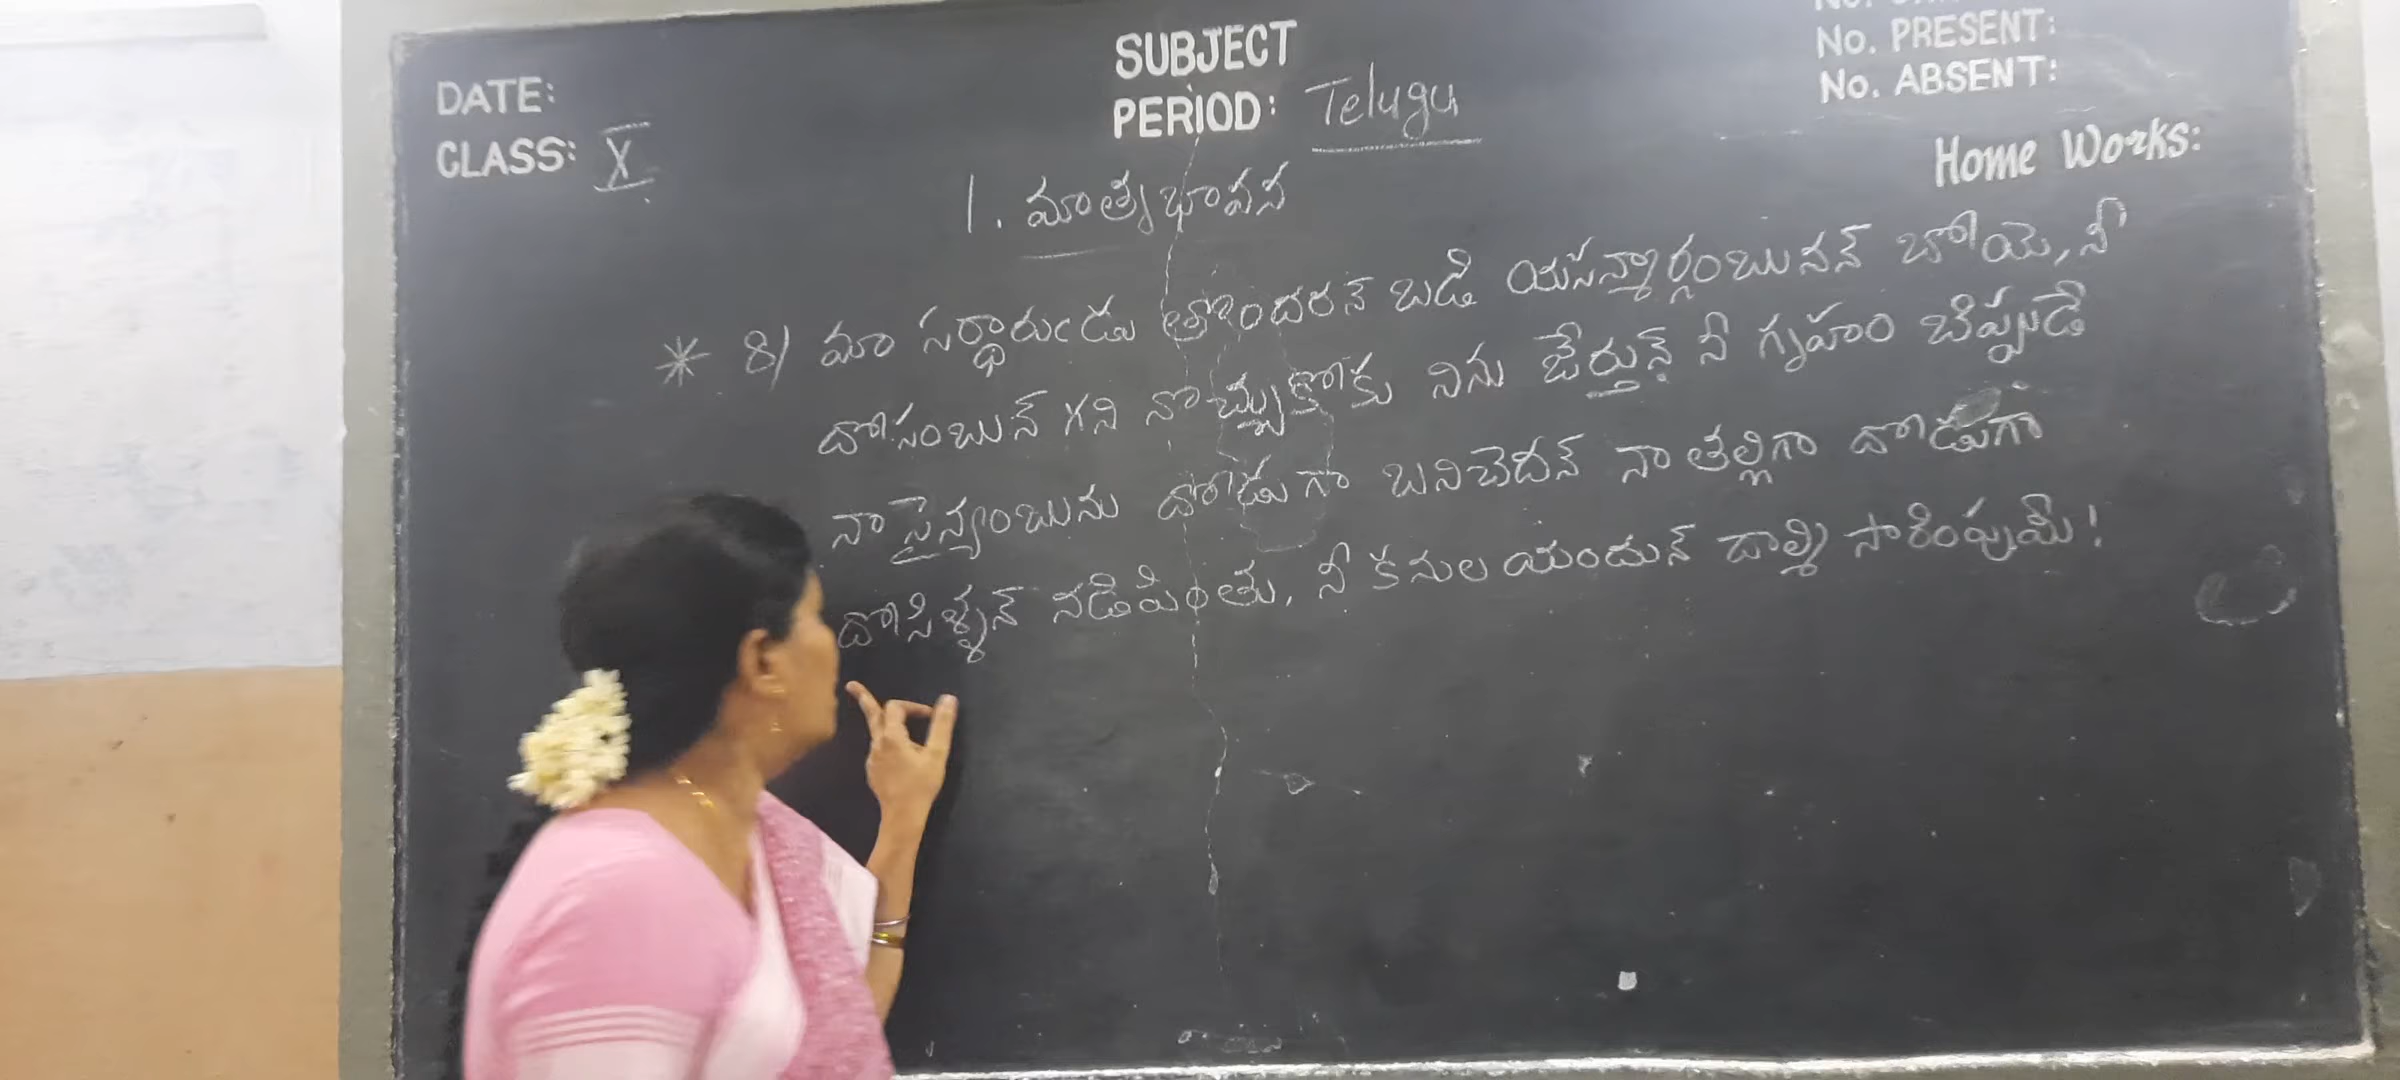 DATE:
CLASS: X
SUBJECT
PERIOD: Telugu
No. PRESENT:
No. ABSENT:
Home Works:
1. మాతృభావన
* 8) మా సర్ధారుఁడు తొందరన్ బడి యసన్మార్గంబునన్ బోయె, నీ
దోసంబున్ గని నొచ్చుకోకు నినుఁ జేర్తున్ నీ గృహం బిప్పుడే
నా సైన్యంబును దోడుగా బనిచెదన్ నా తల్లిగా దోడుగా
దోసిళ్ళన్ నడిపింతు, నీ కనుల యందున్ దాల్మి సారింపుమీ!